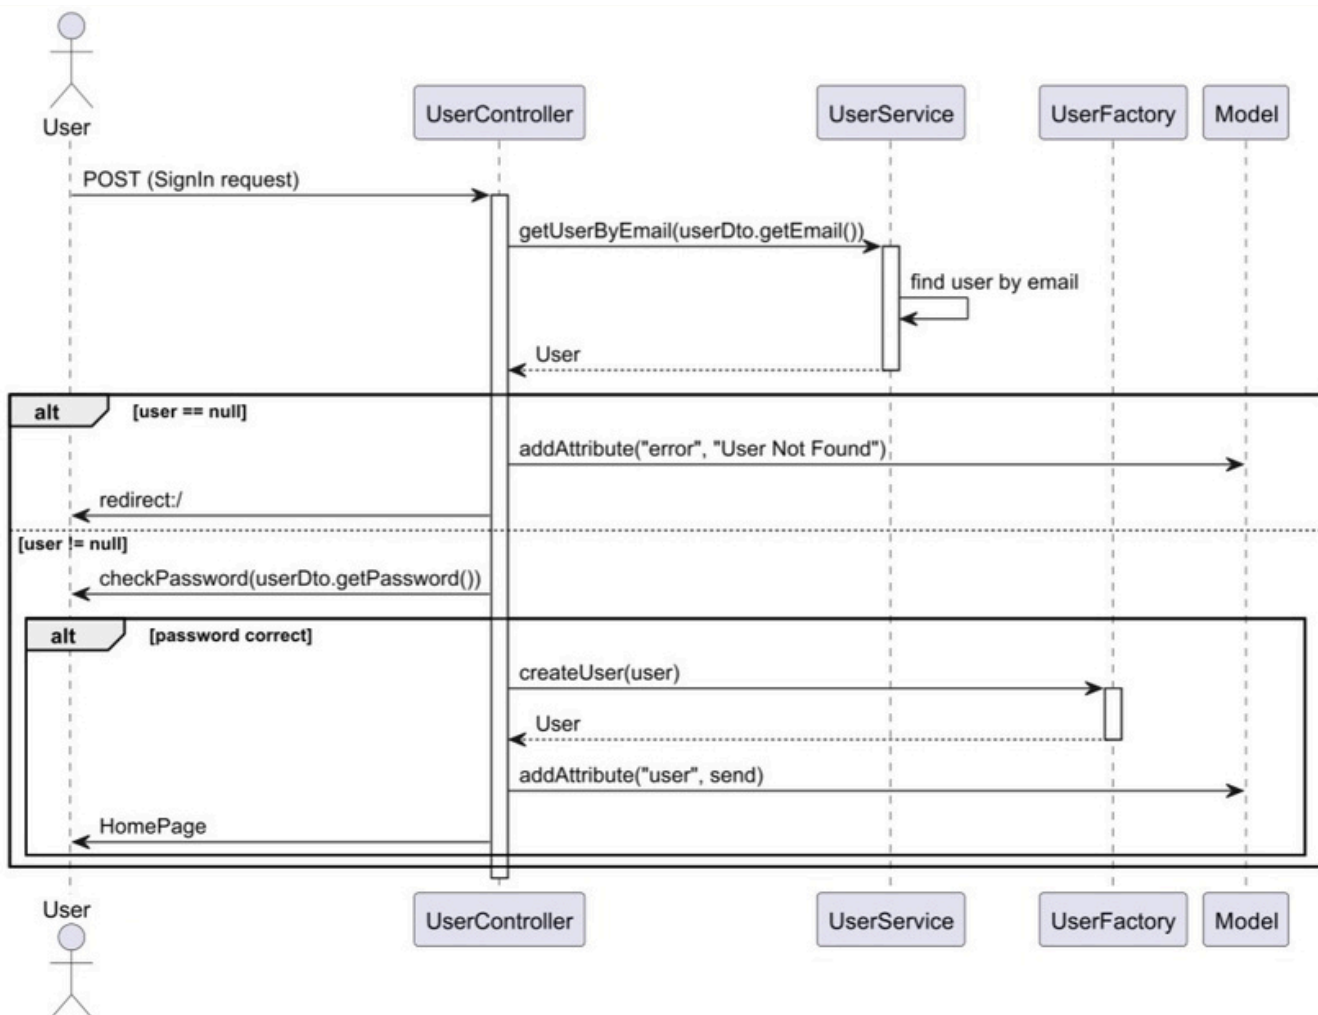 User
UserController
UserService
UserFactory
Model
POST (SignIn request)
getUserByEmail(userDto.getEmail())
find user by email
User
alt
[user == null]
addAttribute("error", "User Not Found")
redirect:/
[user != null]
checkPassword(userDto.getPassword())
alt
[password correct]
createUser(user)
User
addAttribute("user", send)
HomePage
User
UserController
UserService
UserFactory
Model